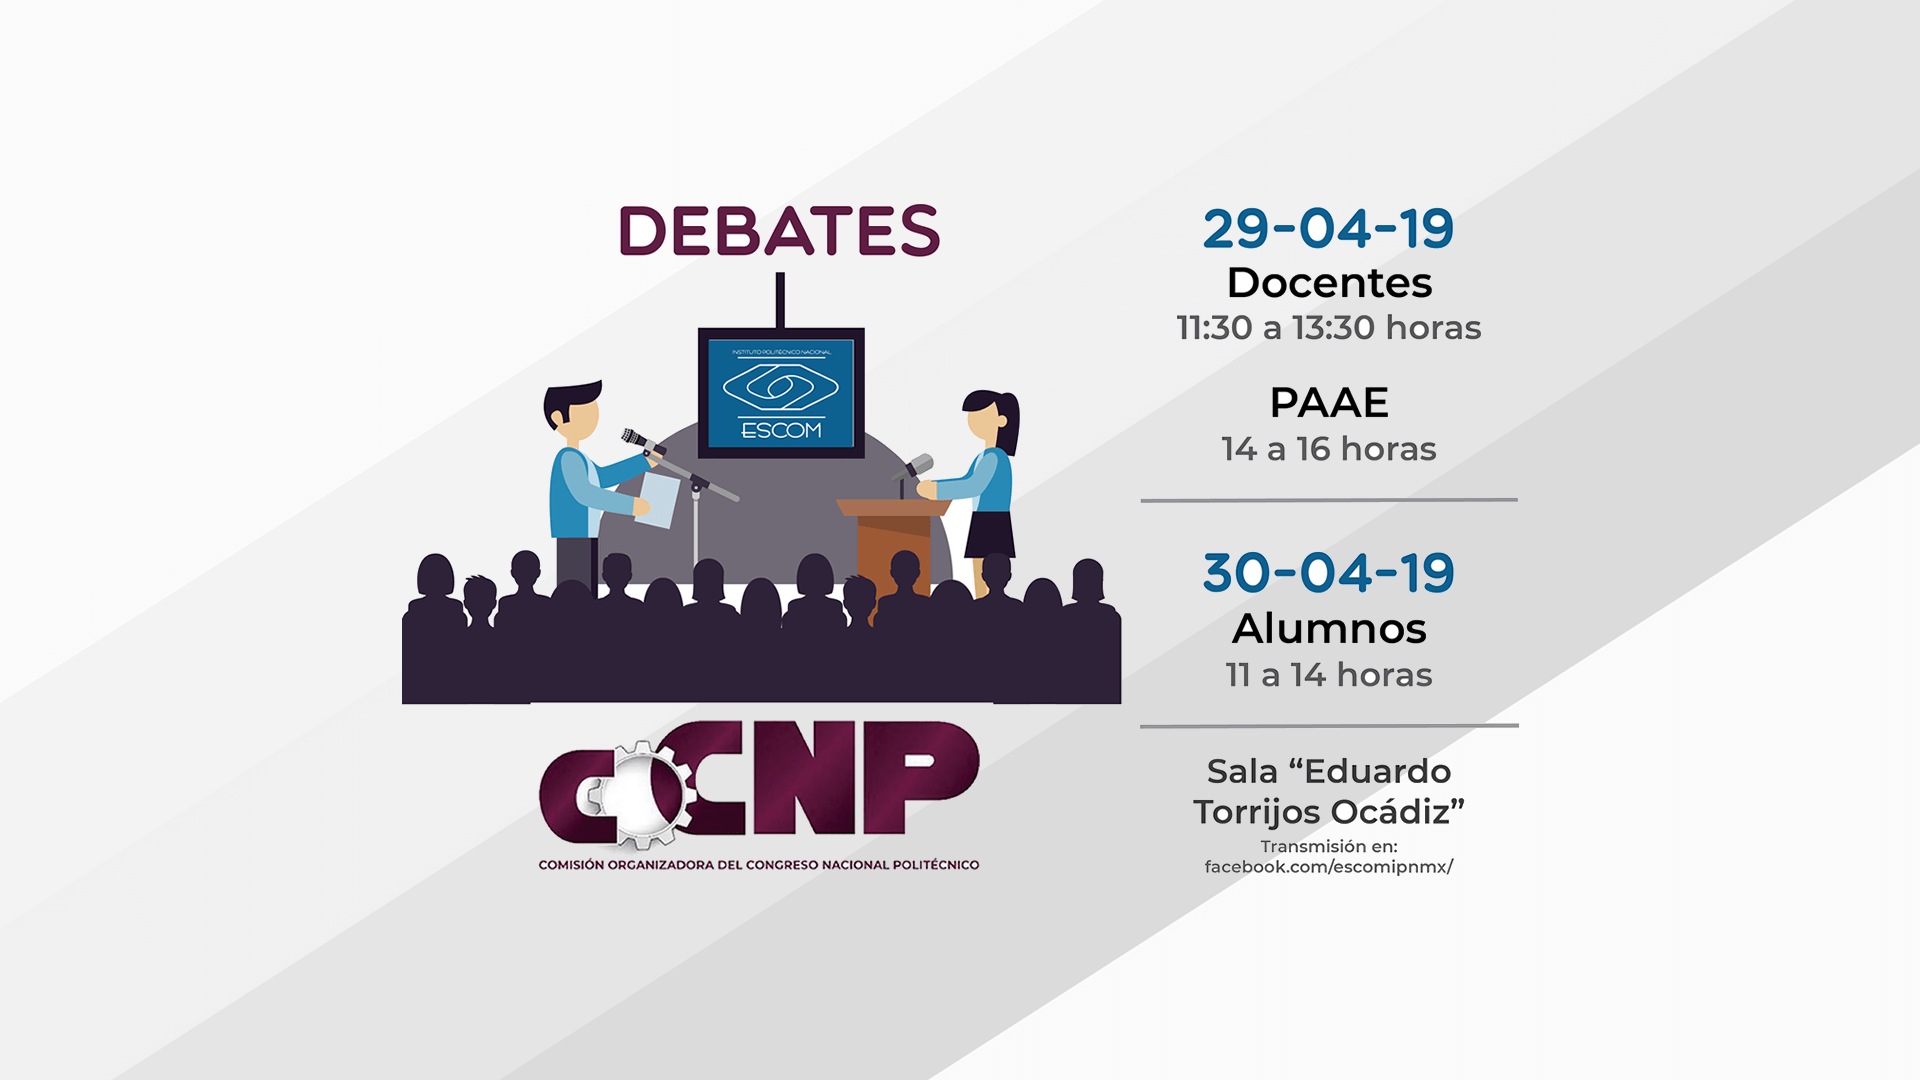 DEBATES
INSTITUTO POLITÉCNICO NACIONAL
ESCOM
COCNP
COMISIÓN ORGANIZADORA DEL CONGRESO NACIONAL POLITÉCNICO
29-04-19
Docentes
11:30 a 13:30 horas
PAAE
14 a 16 horas
30-04-19
Alumnos
11 a 14 horas
Sala “Eduardo
Torrijos Ocádiz”
Transmisión en:
facebook.com/escomipnmx/